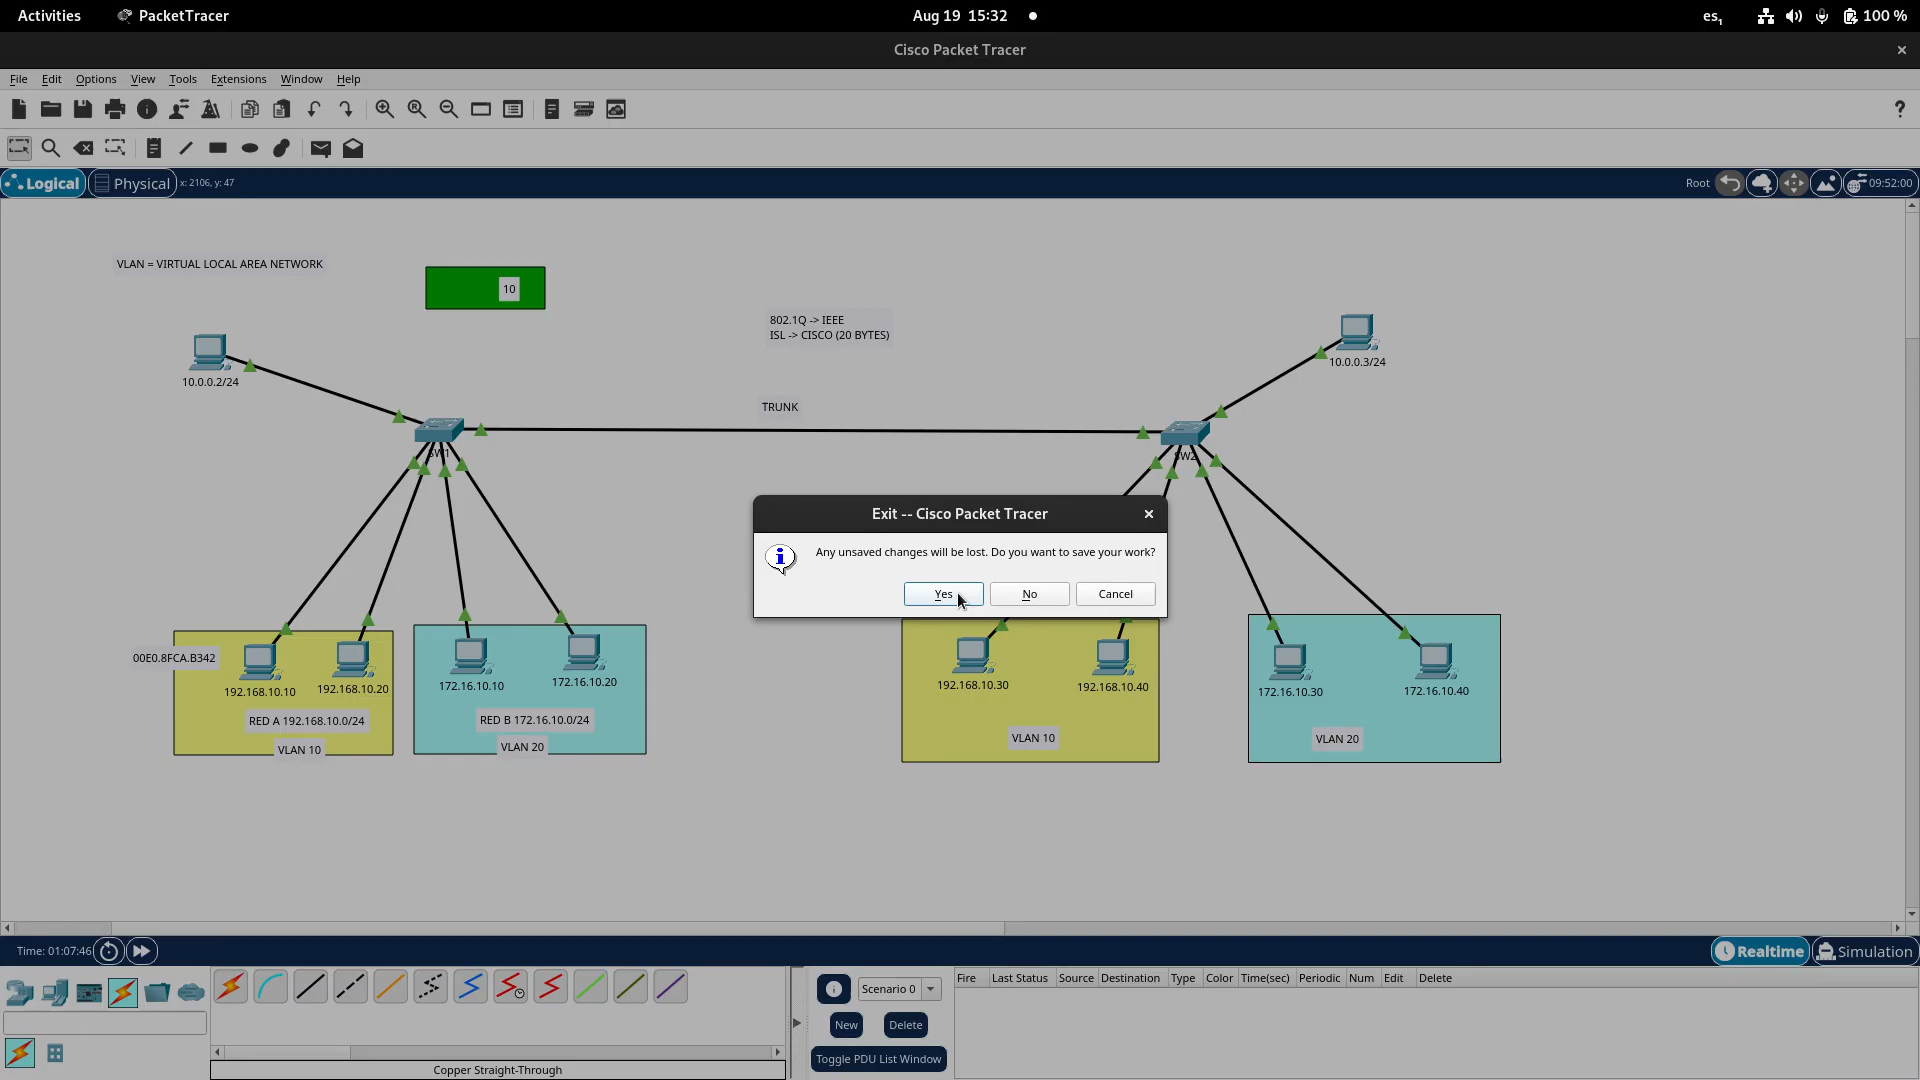 Activities
PacketTracer
Aug 19 15:32
es₁
100 %
Cisco Packet Tracer
File Edit Options View Tools Extensions Window Help
Logical
Physical
x: 2106, y: 47
Root
09:52:00
VLAN = VIRTUAL LOCAL AREA NETWORK
10
802.1Q -> IEEE
ISL -> CISCO (20 BYTES)
10.0.0.2/24
10.0.0.3/24
TRUNK
SW1
SW2
Exit -- Cisco Packet Tracer
Any unsaved changes will be lost. Do you want to save your work?
Yes
No
Cancel
00E0.8FCA.B342
192.168.10.10
192.168.10.20
172.16.10.10
172.16.10.20
192.168.10.30
192.168.10.40
172.16.10.30
172.16.10.40
RED A 192.168.10.0/24
RED B 172.16.10.0/24
VLAN 10
VLAN 20
VLAN 10
VLAN 20
Time: 01:07:46
Realtime
Simulation
Scenario 0
Fire Last Status Source Destination Type Color Time(sec) Periodic Num Edit Delete
New
Delete
Toggle PDU List Window
Copper Straight-Through